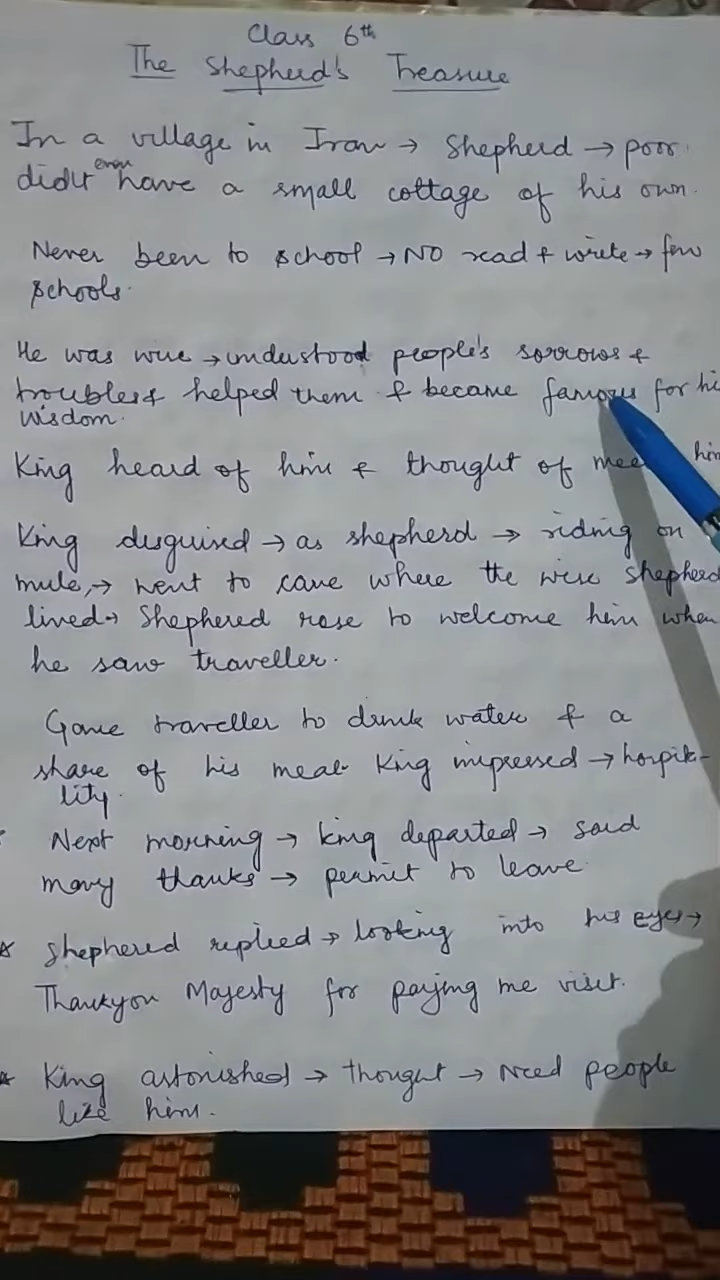 Class 6th
The Shepherd's Treasure
In a village in Iran → Shepherd → poor.
didn't even have a small cottage of his own.
Never been to school → NO read + write → few
schools.
He was wise → understood people's sorrows &
troubles & helped them & became famous for his
wisdom.
King heard of him & thought of mee him
King disguised → as shepherd → riding on
mule, → went to cave where the wise shepherd
lived → Shephered rose to welcome him when
he saw traveller.
Gave traveller to drink water & a
share of his meal King impressed → hospita-
lity.
Next morning → king departed → said
many thanks → permit to leave.
Shephered replied → looking into his eyes →
Thankyou Majesty for paying me visit.
King astonished → thought → Need people
like him.